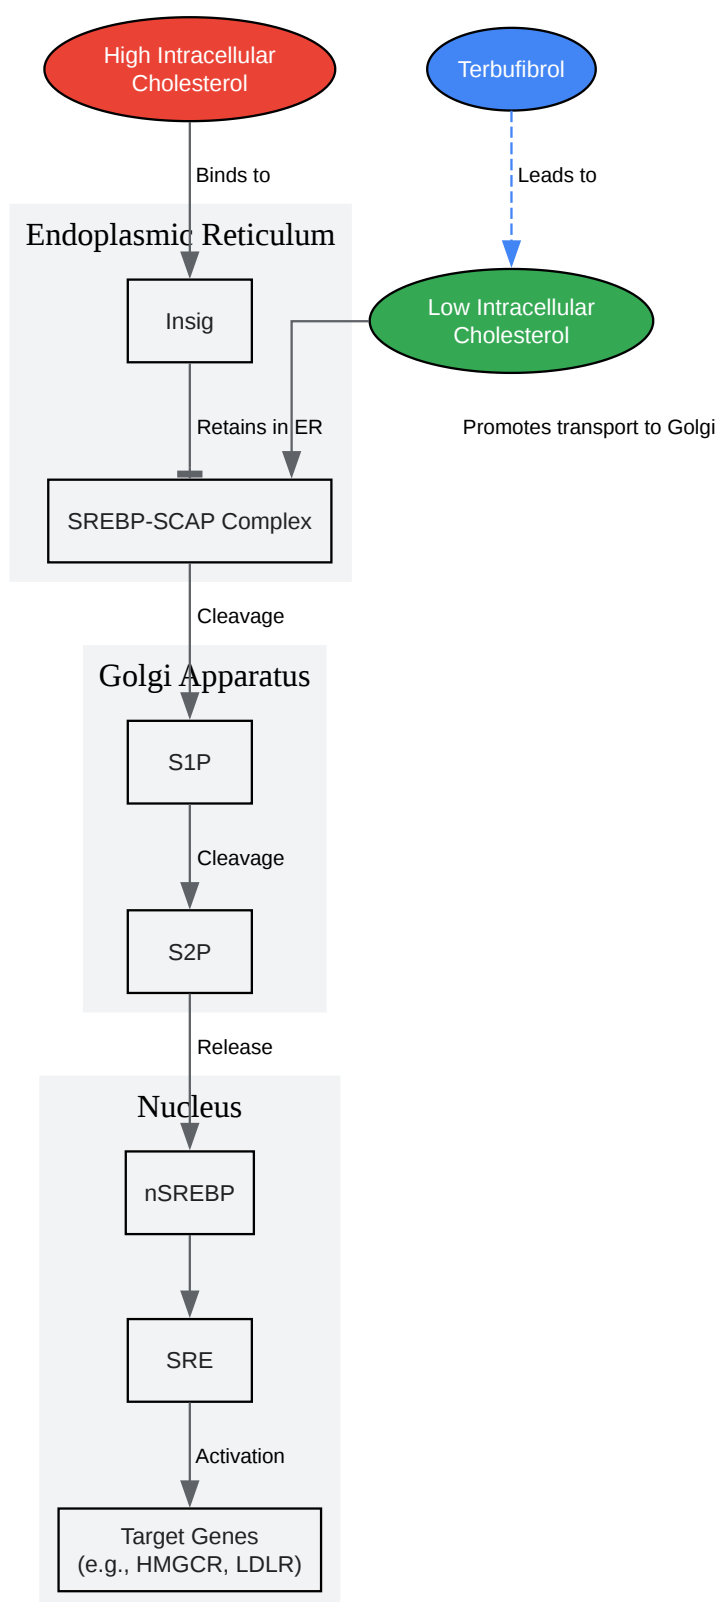 High Intracellular
Cholesterol
Terbufibrol
Binds to
Leads to
Endoplasmic Reticulum
Insig
Low Intracellular
Cholesterol
Retains in ER
Promotes transport to Golgi
SREBP-SCAP Complex
Cleavage
Golgi Apparatus
S1P
Cleavage
S2P
Release
Nucleus
nSREBP
SRE
Activation
Target Genes
(e.g., HMGCR, LDLR)